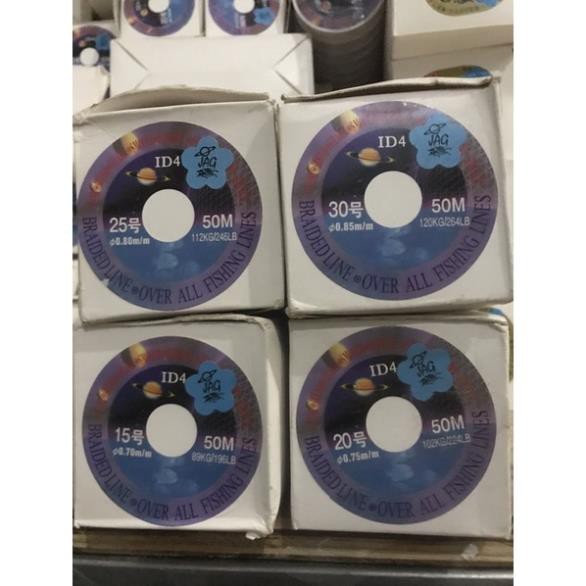 ID4
JAG
25号
50M
φ0.80m/m
112KG/246LB
BRAIDED LINE OVER ALL FISHING LINES
ID4
JAG
30号
50M
φ0.85m/m
120KG/264LB
BRAIDED LINE OVER ALL FISHING LINES
ID4
JAG
15号
50M
φ0.70m/m
89KG/196LB
BRAIDED LINE OVER ALL FISHING LINES
ID4
JAG
20号
50M
φ0.75m/m
102KG/224LB
BRAIDED LINE OVER ALL FISHING LINES